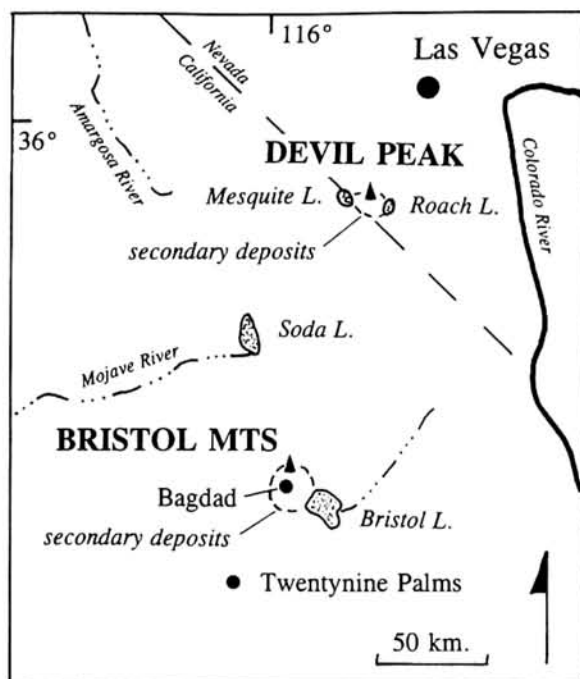 116°
Las Vegas
Nevada
California
Amargosa River
36°
DEVIL PEAK
Colorado River
Mesquite L.
Roach L.
secondary deposits
Soda L.
Mojave River
BRISTOL MTS
Bagdad
secondary deposits
Bristol L.
Twentynine Palms
50 km.